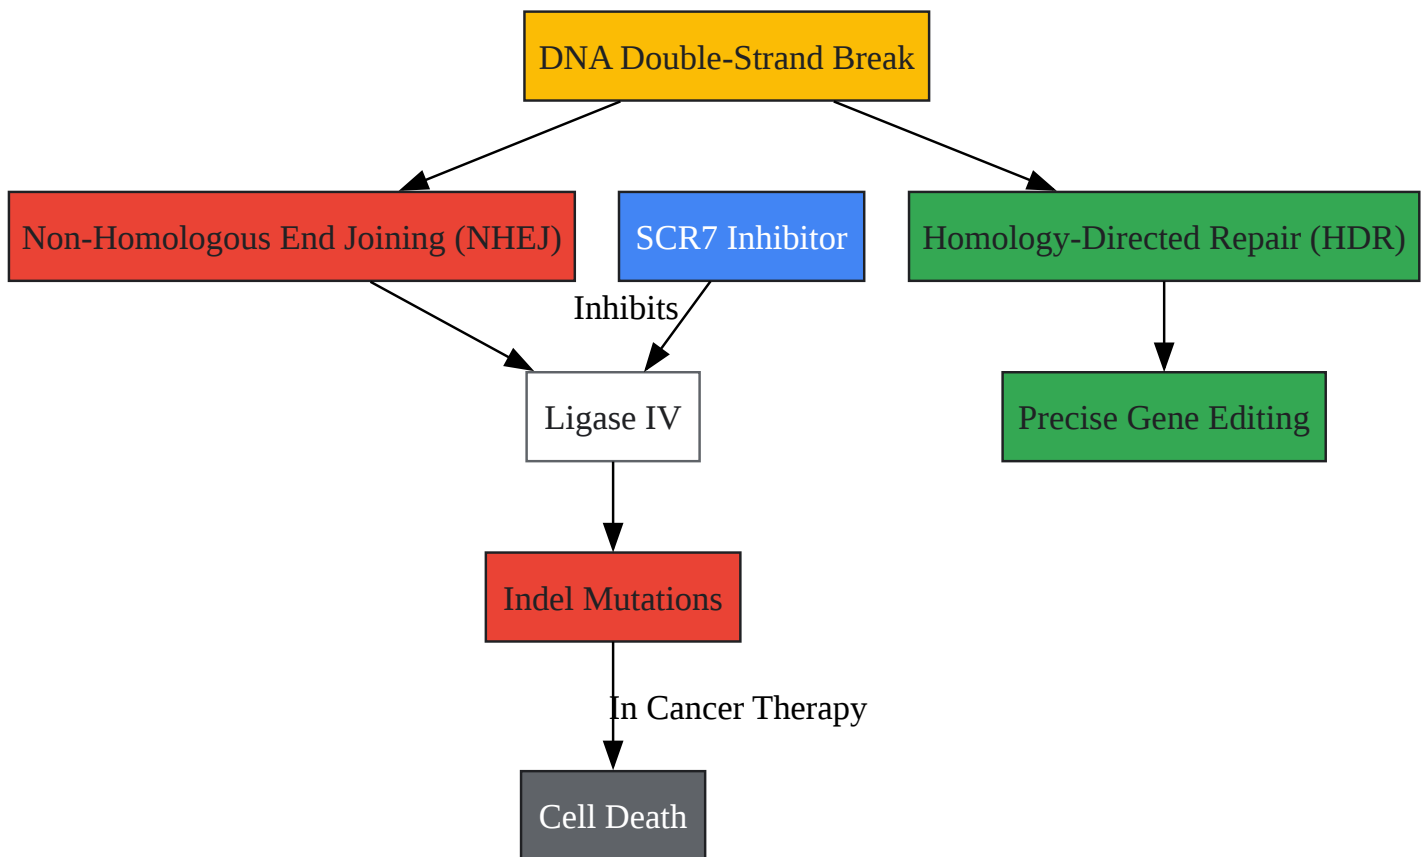 DNA Double-Strand Break
Non-Homologous End Joining (NHEJ)
SCR7 Inhibitor
Homology-Directed Repair (HDR)
Inhibits
Ligase IV
Precise Gene Editing
Indel Mutations
In Cancer Therapy
Cell Death